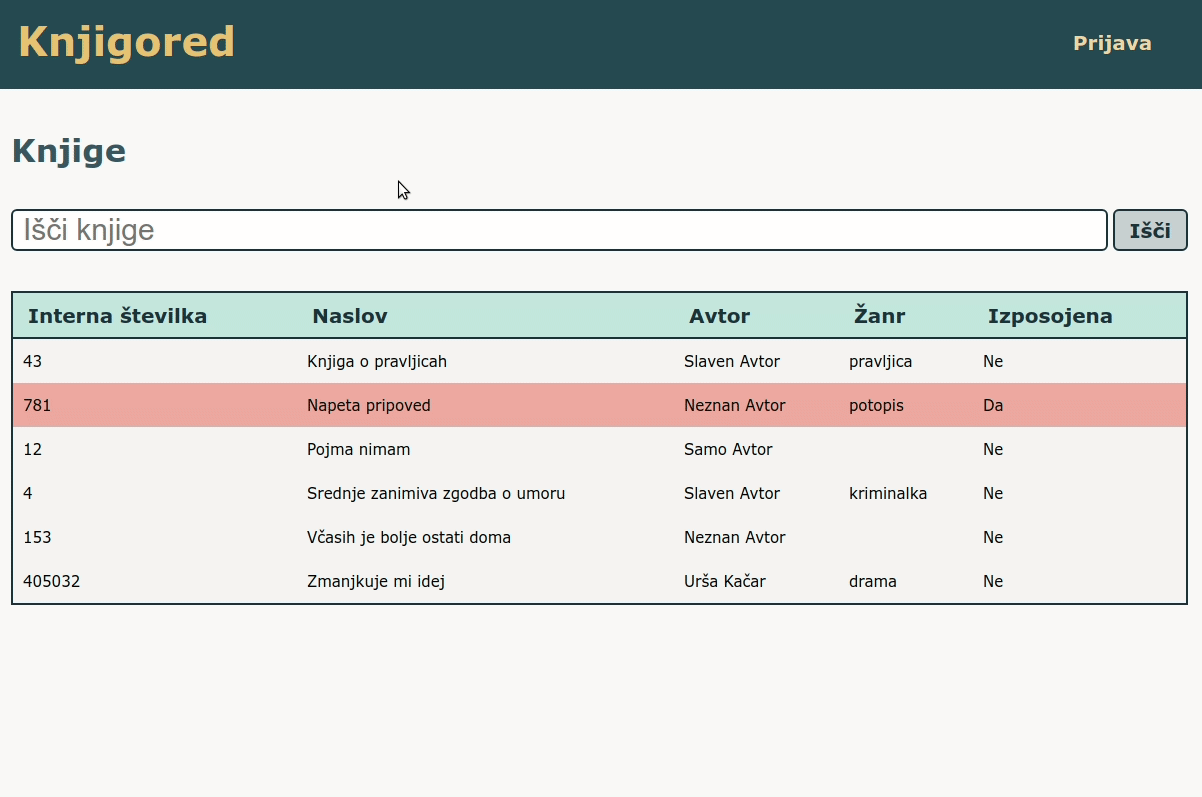 Knjigored Prijava
Knjige
Išči knjige Išči
Interna številka Naslov Avtor Žanr Izposojena
43 Knjiga o pravljicah Slaven Avtor pravljica Ne
781 Napeta pripoved Neznan Avtor potopis Da
12 Pojma nimam Samo Avtor Ne
4 Srednje zanimiva zgodba o umoru Slaven Avtor kriminalka Ne
153 Včasih je bolje ostati doma Neznan Avtor Ne
405032 Zmanjkuje mi idej Urša Kačar drama Ne